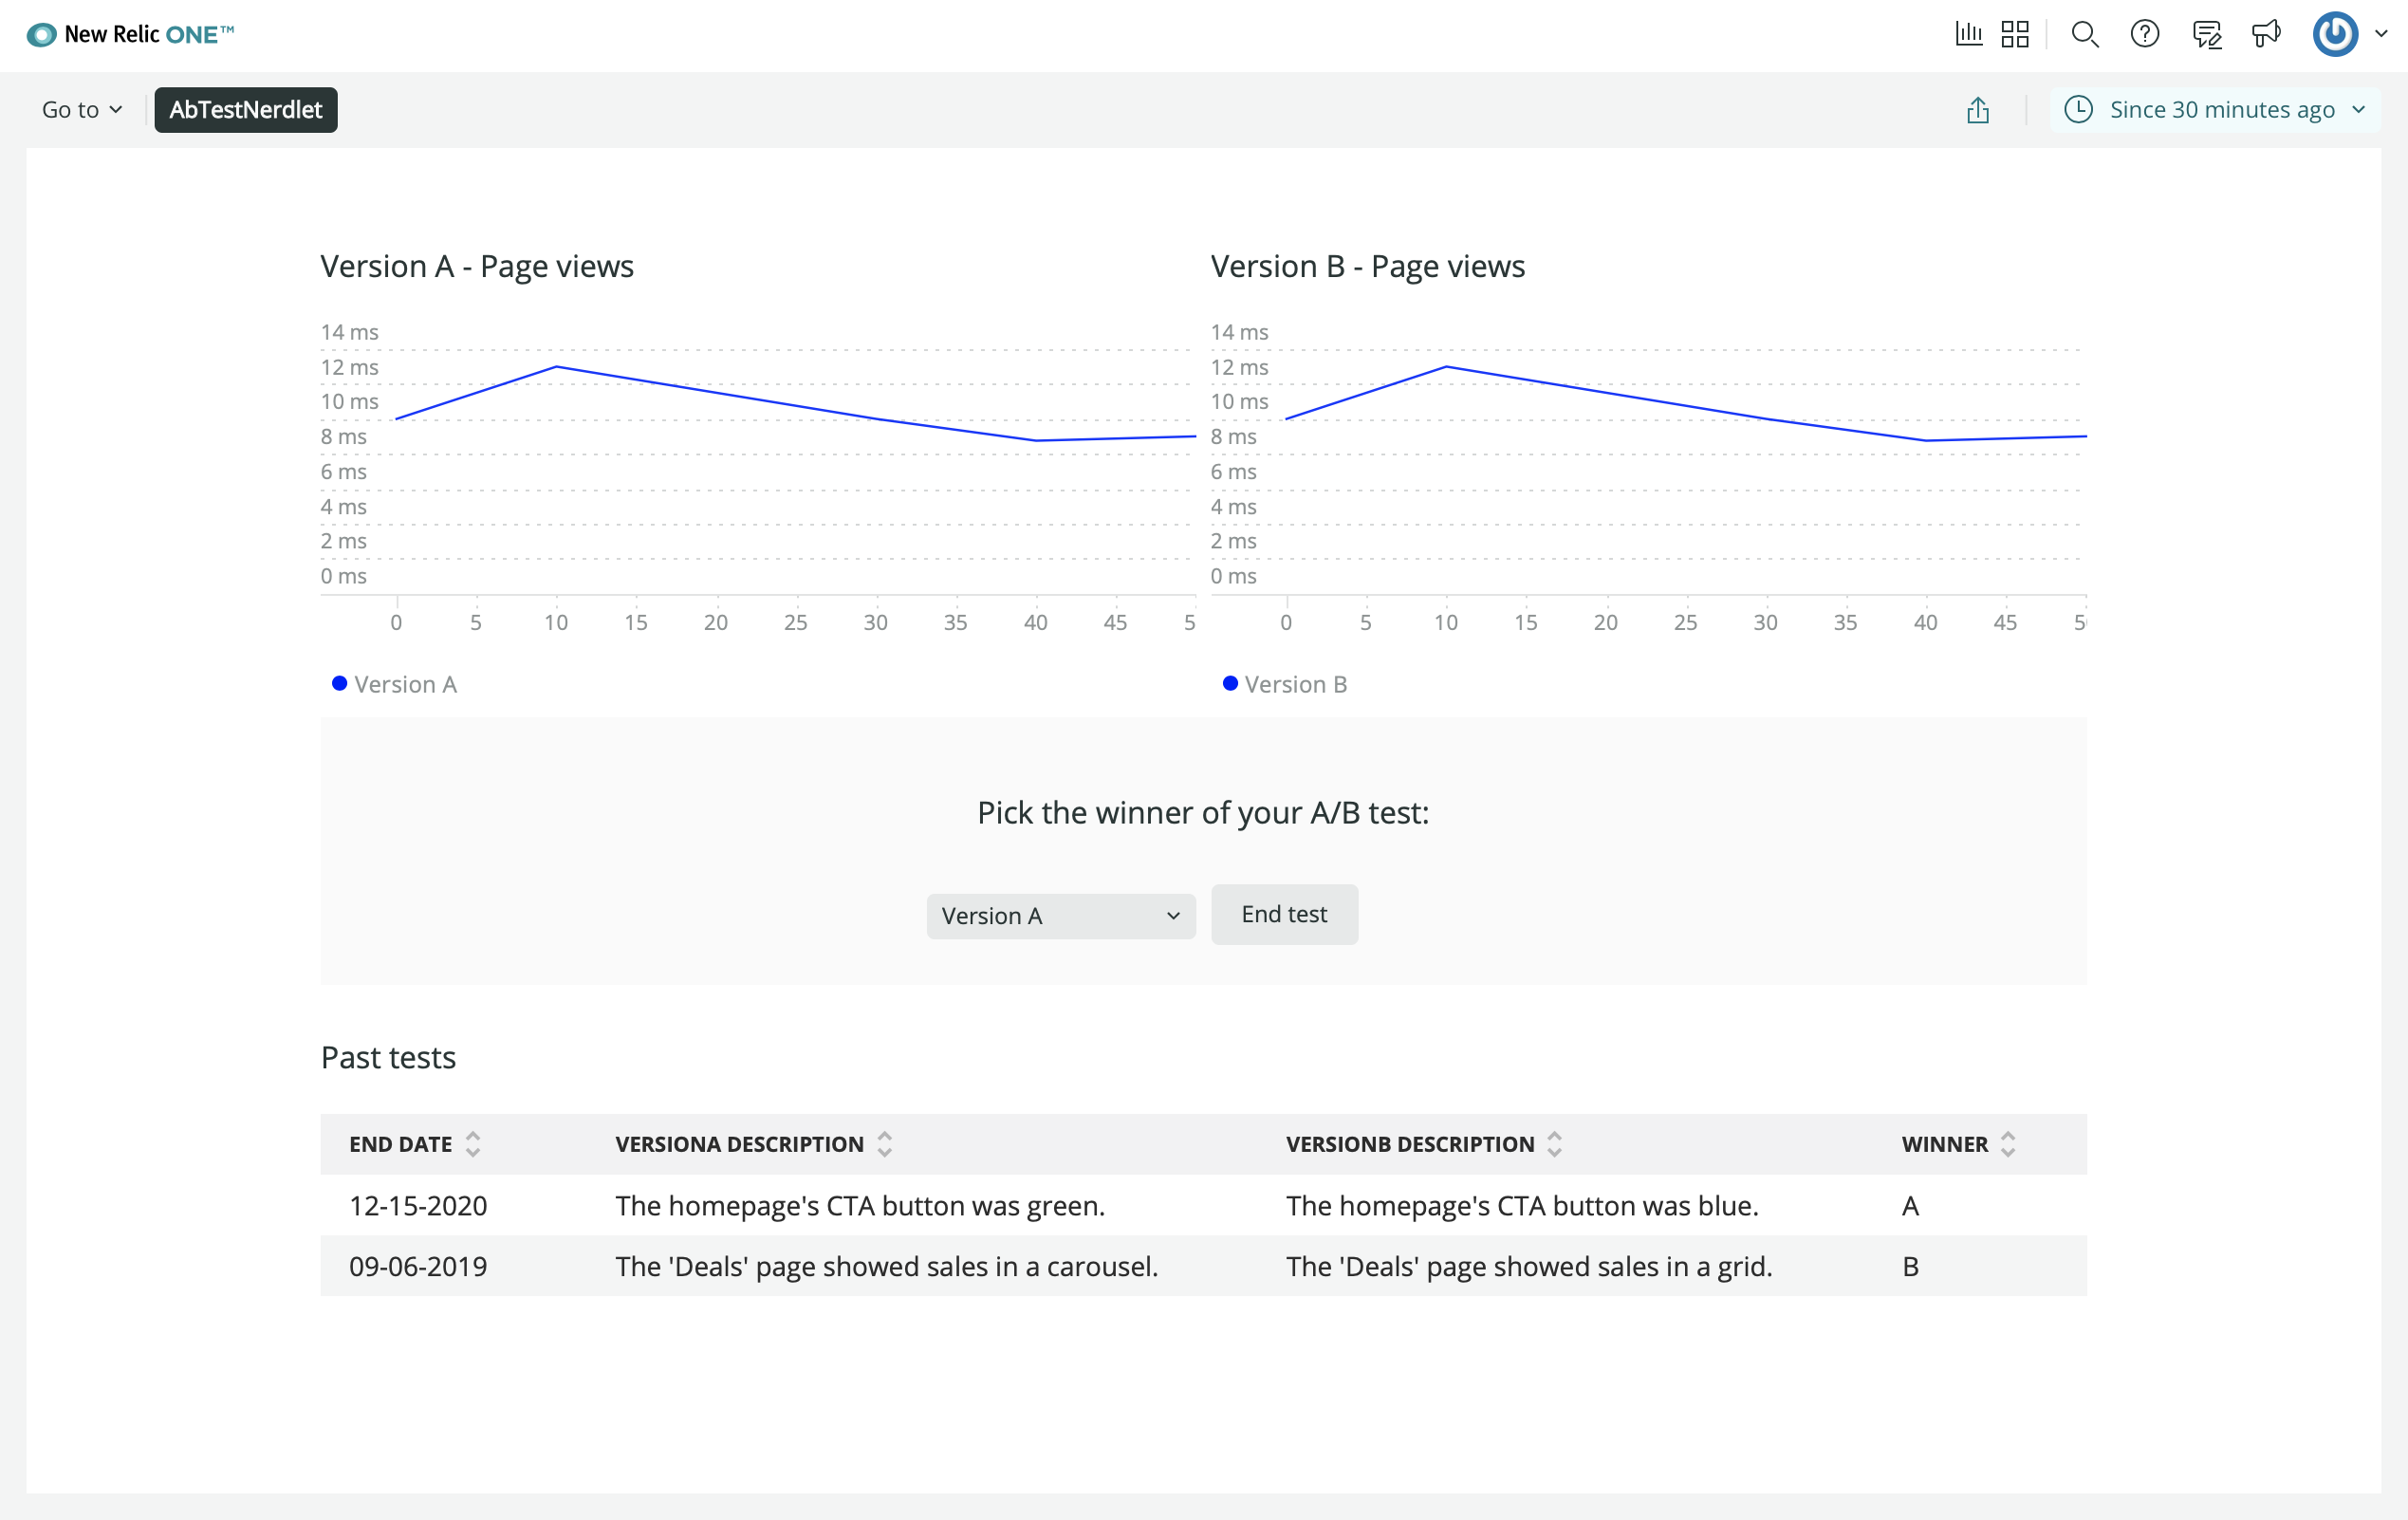 New Relic ONE™
Go to
AbTestNerdlet
Since 30 minutes ago
Version A - Page views
14 ms
12 ms
10 ms
8 ms
6 ms
4 ms
2 ms
0 ms
0 5 10 15 20 25 30 35 40 45 5
Version A
Version B - Page views
14 ms
12 ms
10 ms
8 ms
6 ms
4 ms
2 ms
0 ms
0 5 10 15 20 25 30 35 40 45 50
Version B
Pick the winner of your A/B test:
Version A
End test
Past tests
END DATE VERSIONA DESCRIPTION VERSIONB DESCRIPTION WINNER
12-15-2020 The homepage's CTA button was green. The homepage's CTA button was blue. A
09-06-2019 The 'Deals' page showed sales in a carousel. The 'Deals' page showed sales in a grid. B